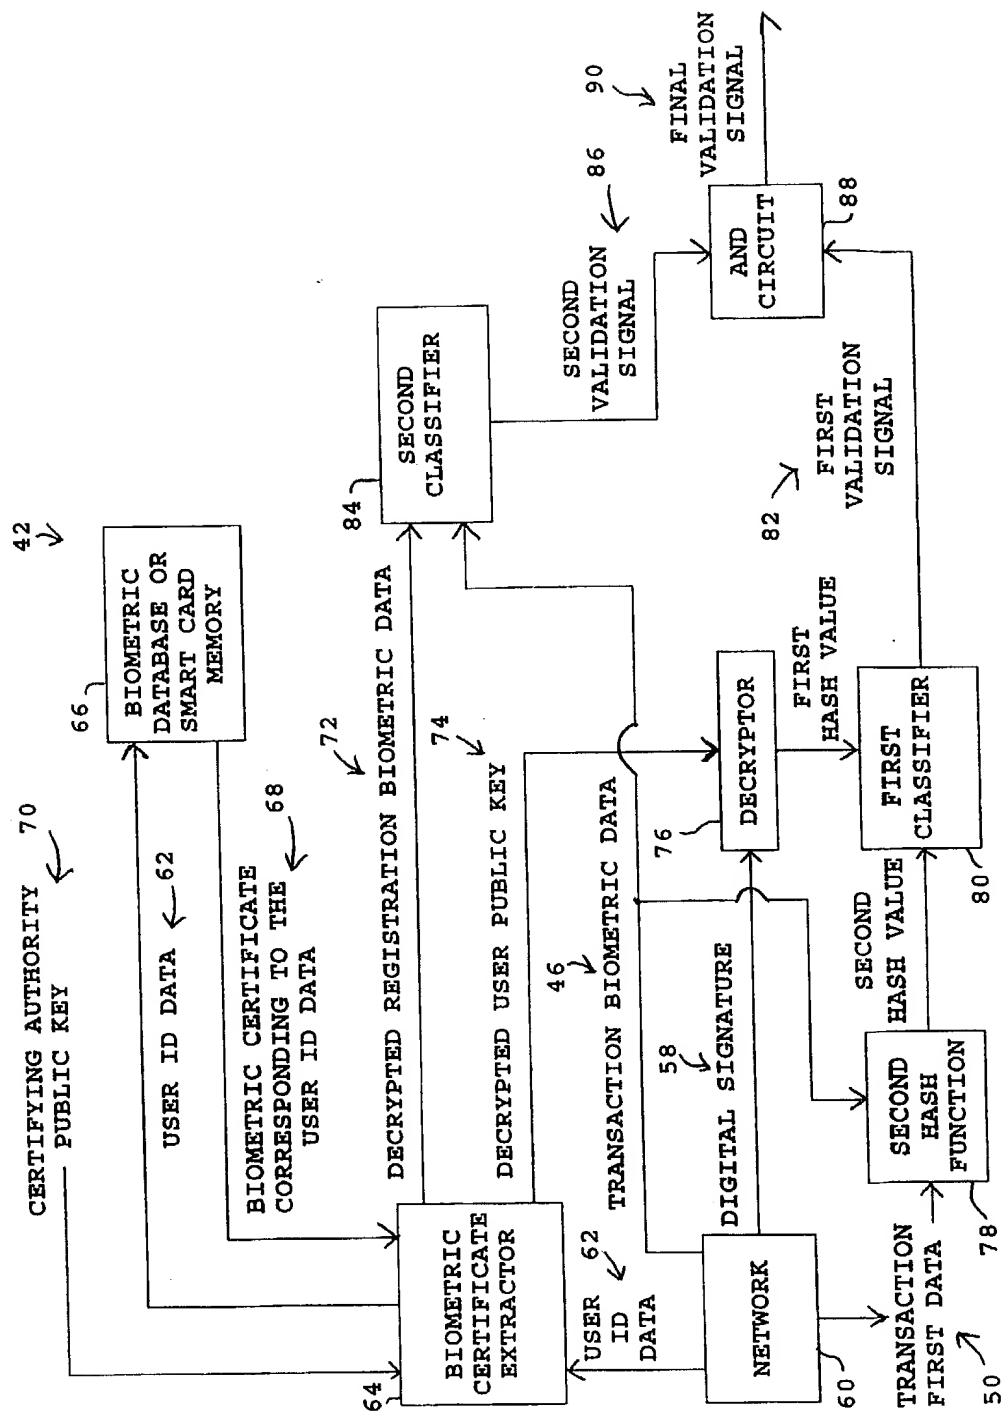 42
CERTIFYING AUTHORITY
PUBLIC KEY
70
66
BIOMETRIC
DATABASE OR
SMART CARD
MEMORY
USER ID DATA
62
BIOMETRIC CERTIFICATE
CORRESPONDING TO THE
USER ID DATA
68
64
BIOMETRIC
CERTIFICATE
EXTRACTOR
DECRYPTED REGISTRATION BIOMETRIC DATA
72
DECRYPTED USER PUBLIC KEY
74
84
SECOND
CLASSIFIER
USER
ID
DATA
62
TRANSACTION BIOMETRIC DATA
46
SECOND
VALIDATION
SIGNAL
86
FINAL
VALIDATION
SIGNAL
90
NETWORK
60
DIGITAL SIGNATURE
58
76
DECRYPTOR
AND
CIRCUIT
88
FIRST
HASH VALUE
82
FIRST
VALIDATION
SIGNAL
TRANSACTION
FIRST DATA
50
SECOND
HASH
FUNCTION
78
SECOND
HASH VALUE
FIRST
CLASSIFIER
80